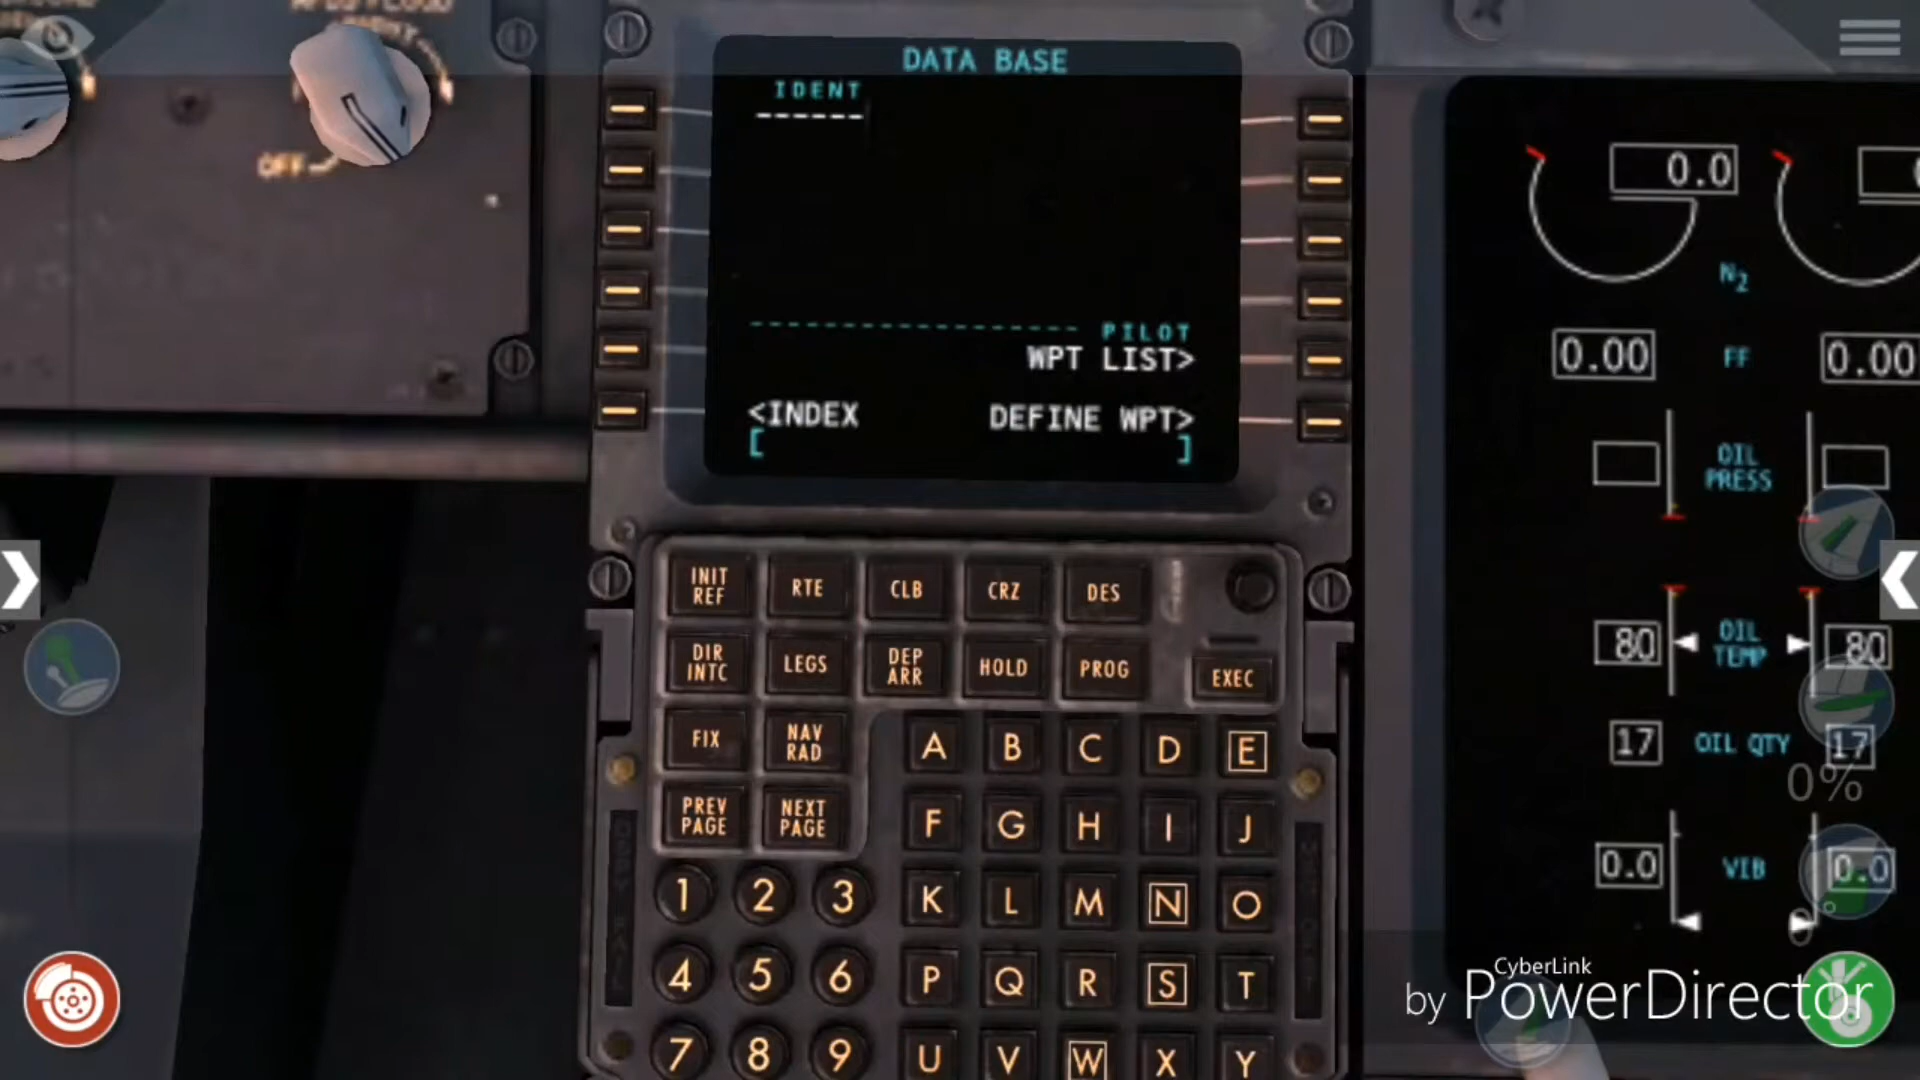 OFF
DATA BASE
IDENT
------
------------------ PILOT
WPT LIST>
<INDEX DEFINE WPT>
[ ]
INIT REF
RTE
CLB
CRZ
DES
DIR INTC
LEGS
DEP ARR
HOLD
PROG
EXEC
FIX
NAV RAD
PREV PAGE
NEXT PAGE
A B C D E
F G H I J
1 2 3 K L M N O
4 5 6 P Q R S T
7 8 9 U V W X Y
0.0
N2
0.00 FF 0.00
OIL PRESS
80 OIL TEMP 80
17 OIL QTY 17
0%
0.0 VIB 0.0
0°
CyberLink
by PowerDirector